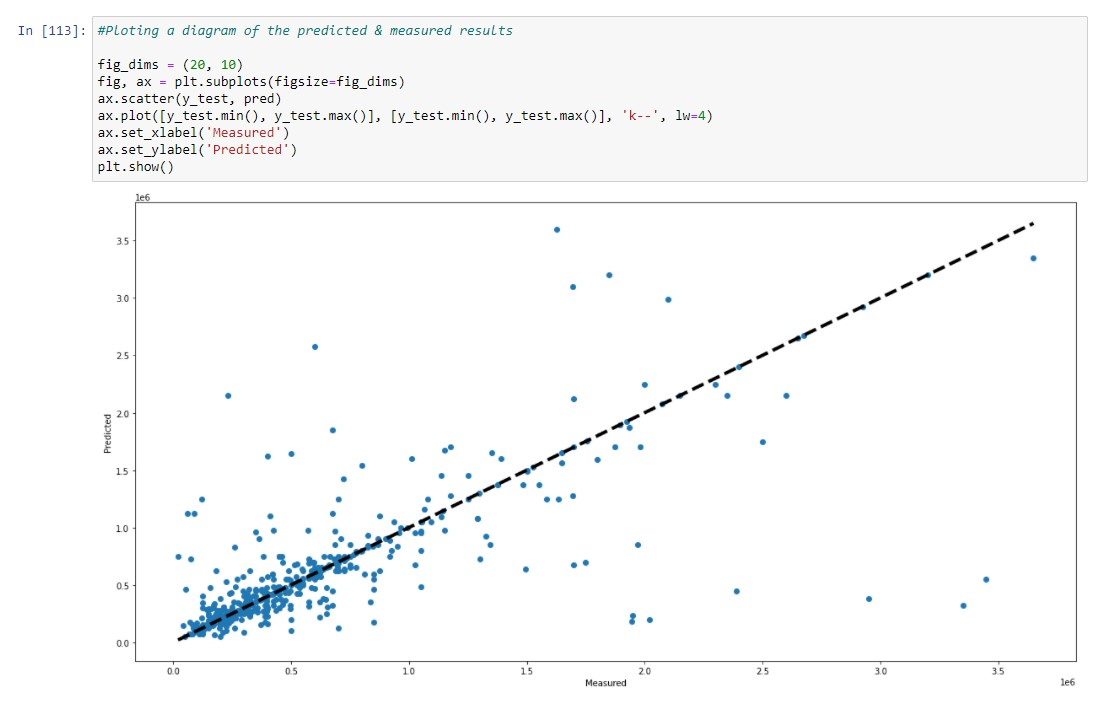 In [113]:
#Ploting a diagram of the predicted & measured results
fig_dims = (20, 10)
fig, ax = plt.subplots(figsize=fig_dims)
ax.scatter(y_test, pred)
ax.plot([y_test.min(), y_test.max()], [y_test.min(), y_test.max()], 'k--', lw=4)
ax.set_xlabel('Measured')
ax.set_ylabel('Predicted')
plt.show()
1e6
3.5
3.0
2.5
2.0
1.5
1.0
0.5
0.0
Predicted
0.0 0.5 1.0 1.5 2.0 2.5 3.0 3.5
Measured
1e6